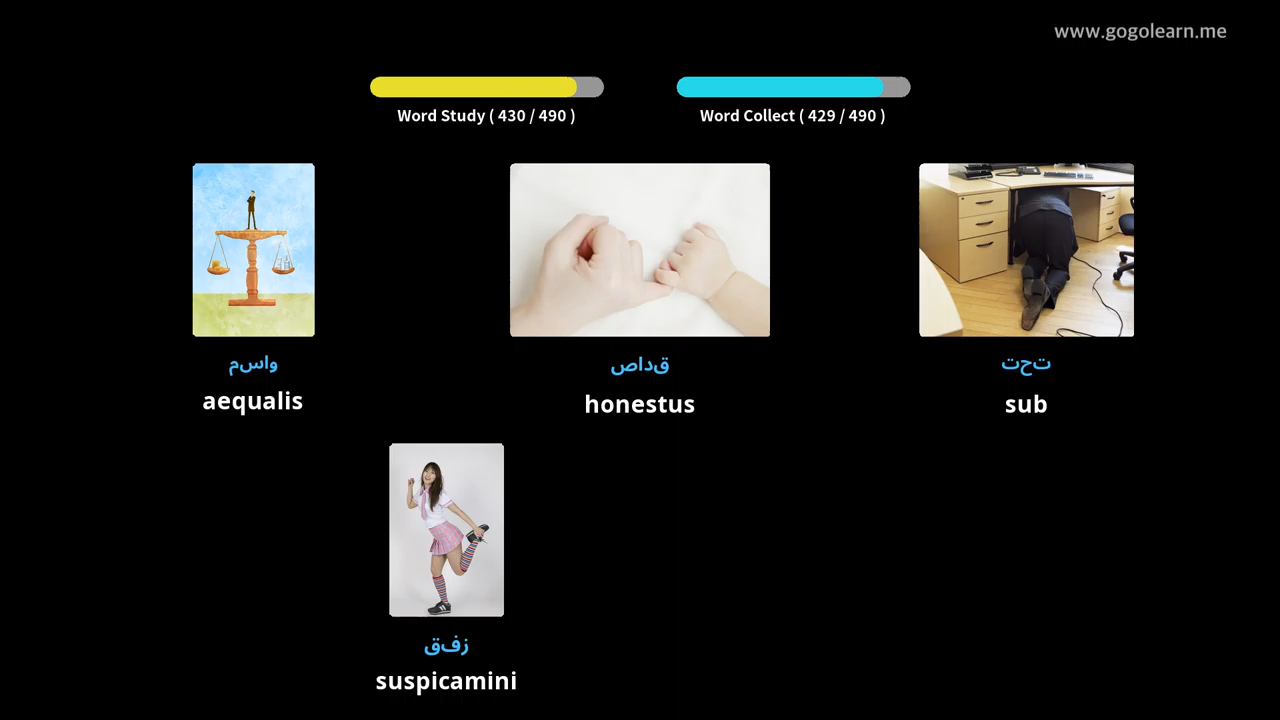 www.gogolearn.me
Word Study ( 430 / 490 )
Word Collect ( 429 / 490 )
واسم
aequalis
قداص
honestus
تحت
sub
زفق
suspicamini